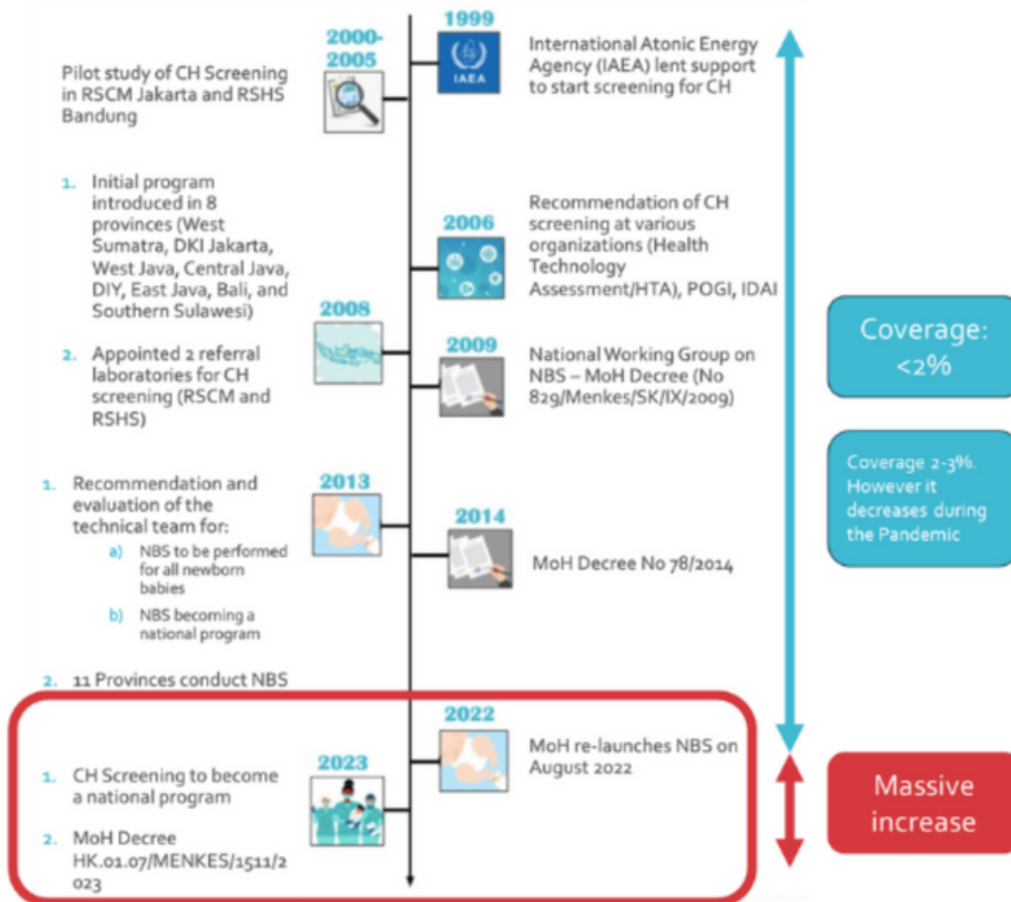 1999
IAEA
International Atonic Energy
Agency (IAEA) lent support
to start screening for CH
2000-
2005
Pilot study of CH Screening
in RSCM Jakarta and RSHS
Bandung
2006
Recommendation of CH
screening at various
organizations (Health
Technology
Assessment/HTA), POGI, IDAI
1. Initial program
introduced in 8
provinces (West
Sumatra, DKI Jakarta,
West Java, Central Java,
DIY, East Java, Bali, and
Southern Sulawesi)
2008
2. Appointed 2 referral
laboratories for CH
screening (RSCM and
RSHS)
2009
National Working Group on
NBS – MoH Decree (No
829/Menkes/SK/IX/2009)
2013
1. Recommendation and
evaluation of the
technical team for:
a) NBS to be performed
for all newborn
babies
b) NBS becoming a
national program
2. 11 Provinces conduct NBS
2014
MoH Decree No 78/2014
2022
MoH re-launches NBS on
August 2022
2023
1. CH Screening to become
a national program
2. MoH Decree
HK.01.07/MENKES/1511/2
023
Coverage:
<2%
Coverage 2-3%.
However it
decreases during
the Pandemic
Massive
increase